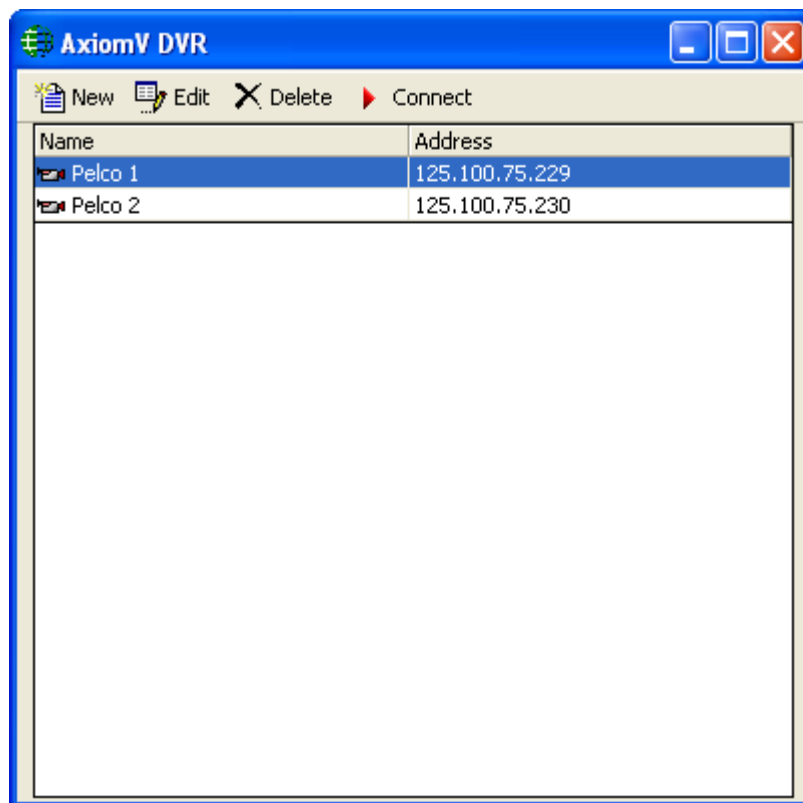 AxiomV DVR
New Edit Delete Connect
Name Address
Pelco 1 125.100.75.229
Pelco 2 125.100.75.230